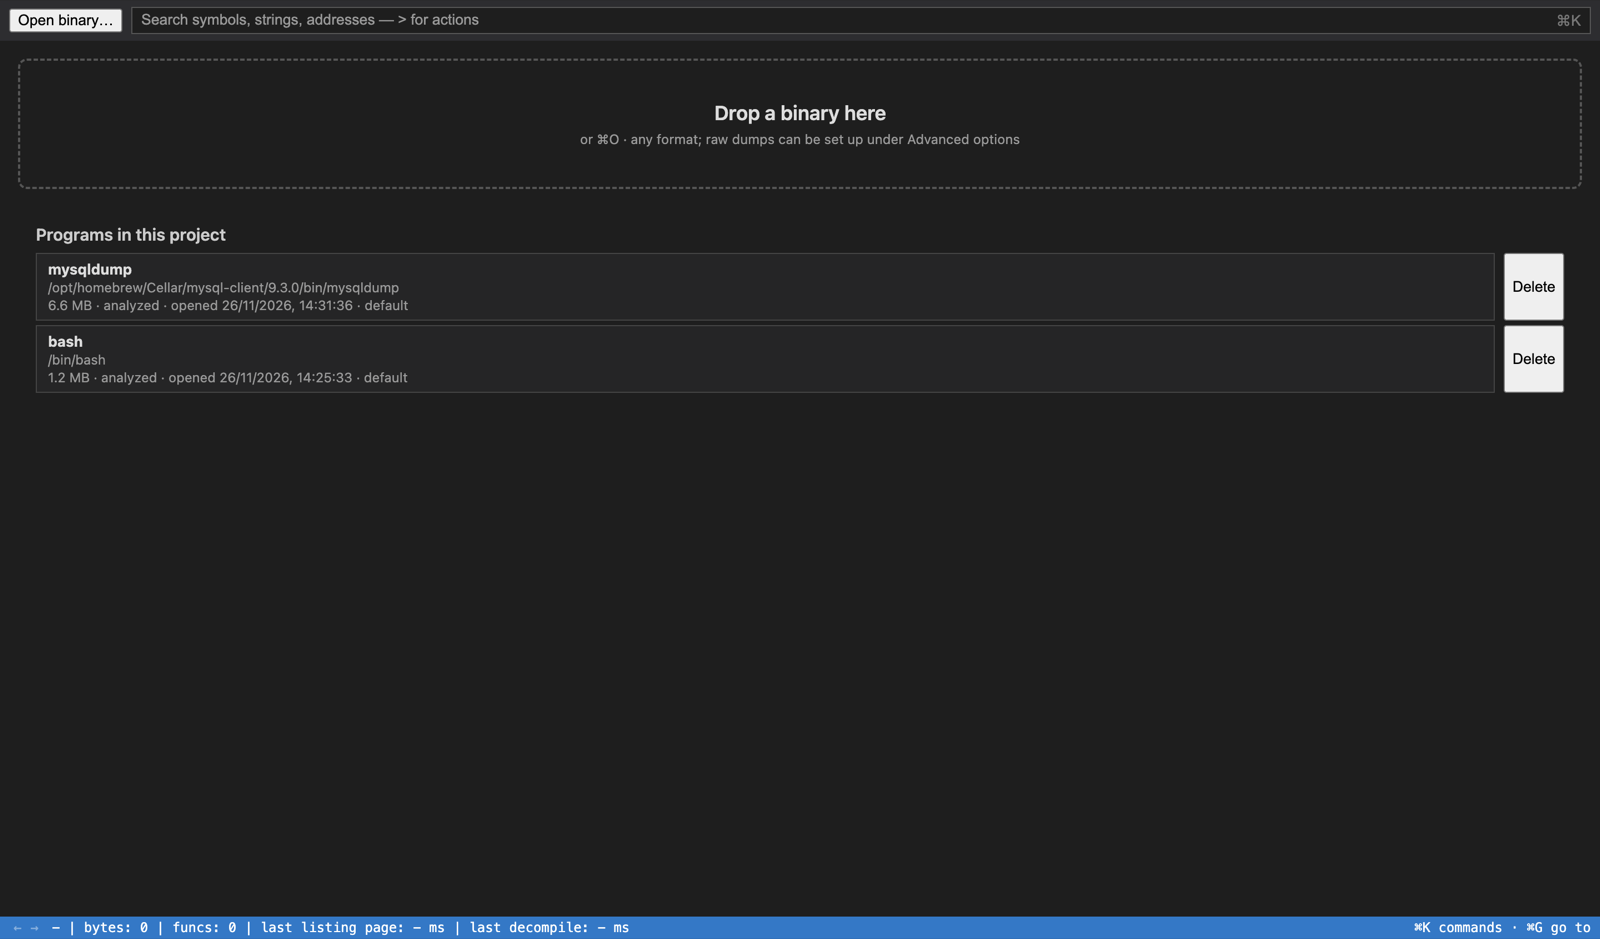 Open binary...
Search symbols, strings, addresses — > for actions
⌘K
Drop a binary here
or ⌘O · any format; raw dumps can be set up under Advanced options
Programs in this project
mysqldump
/opt/homebrew/Cellar/mysql-client/9.3.0/bin/mysqldump
6.6 MB · analyzed · opened 26/11/2026, 14:31:36 · default
Delete
bash
/bin/bash
1.2 MB · analyzed · opened 26/11/2026, 14:25:33 · default
Delete
← → – | bytes: 0 | funcs: 0 | last listing page: – ms | last decompile: – ms
⌘K commands · ⌘G go to